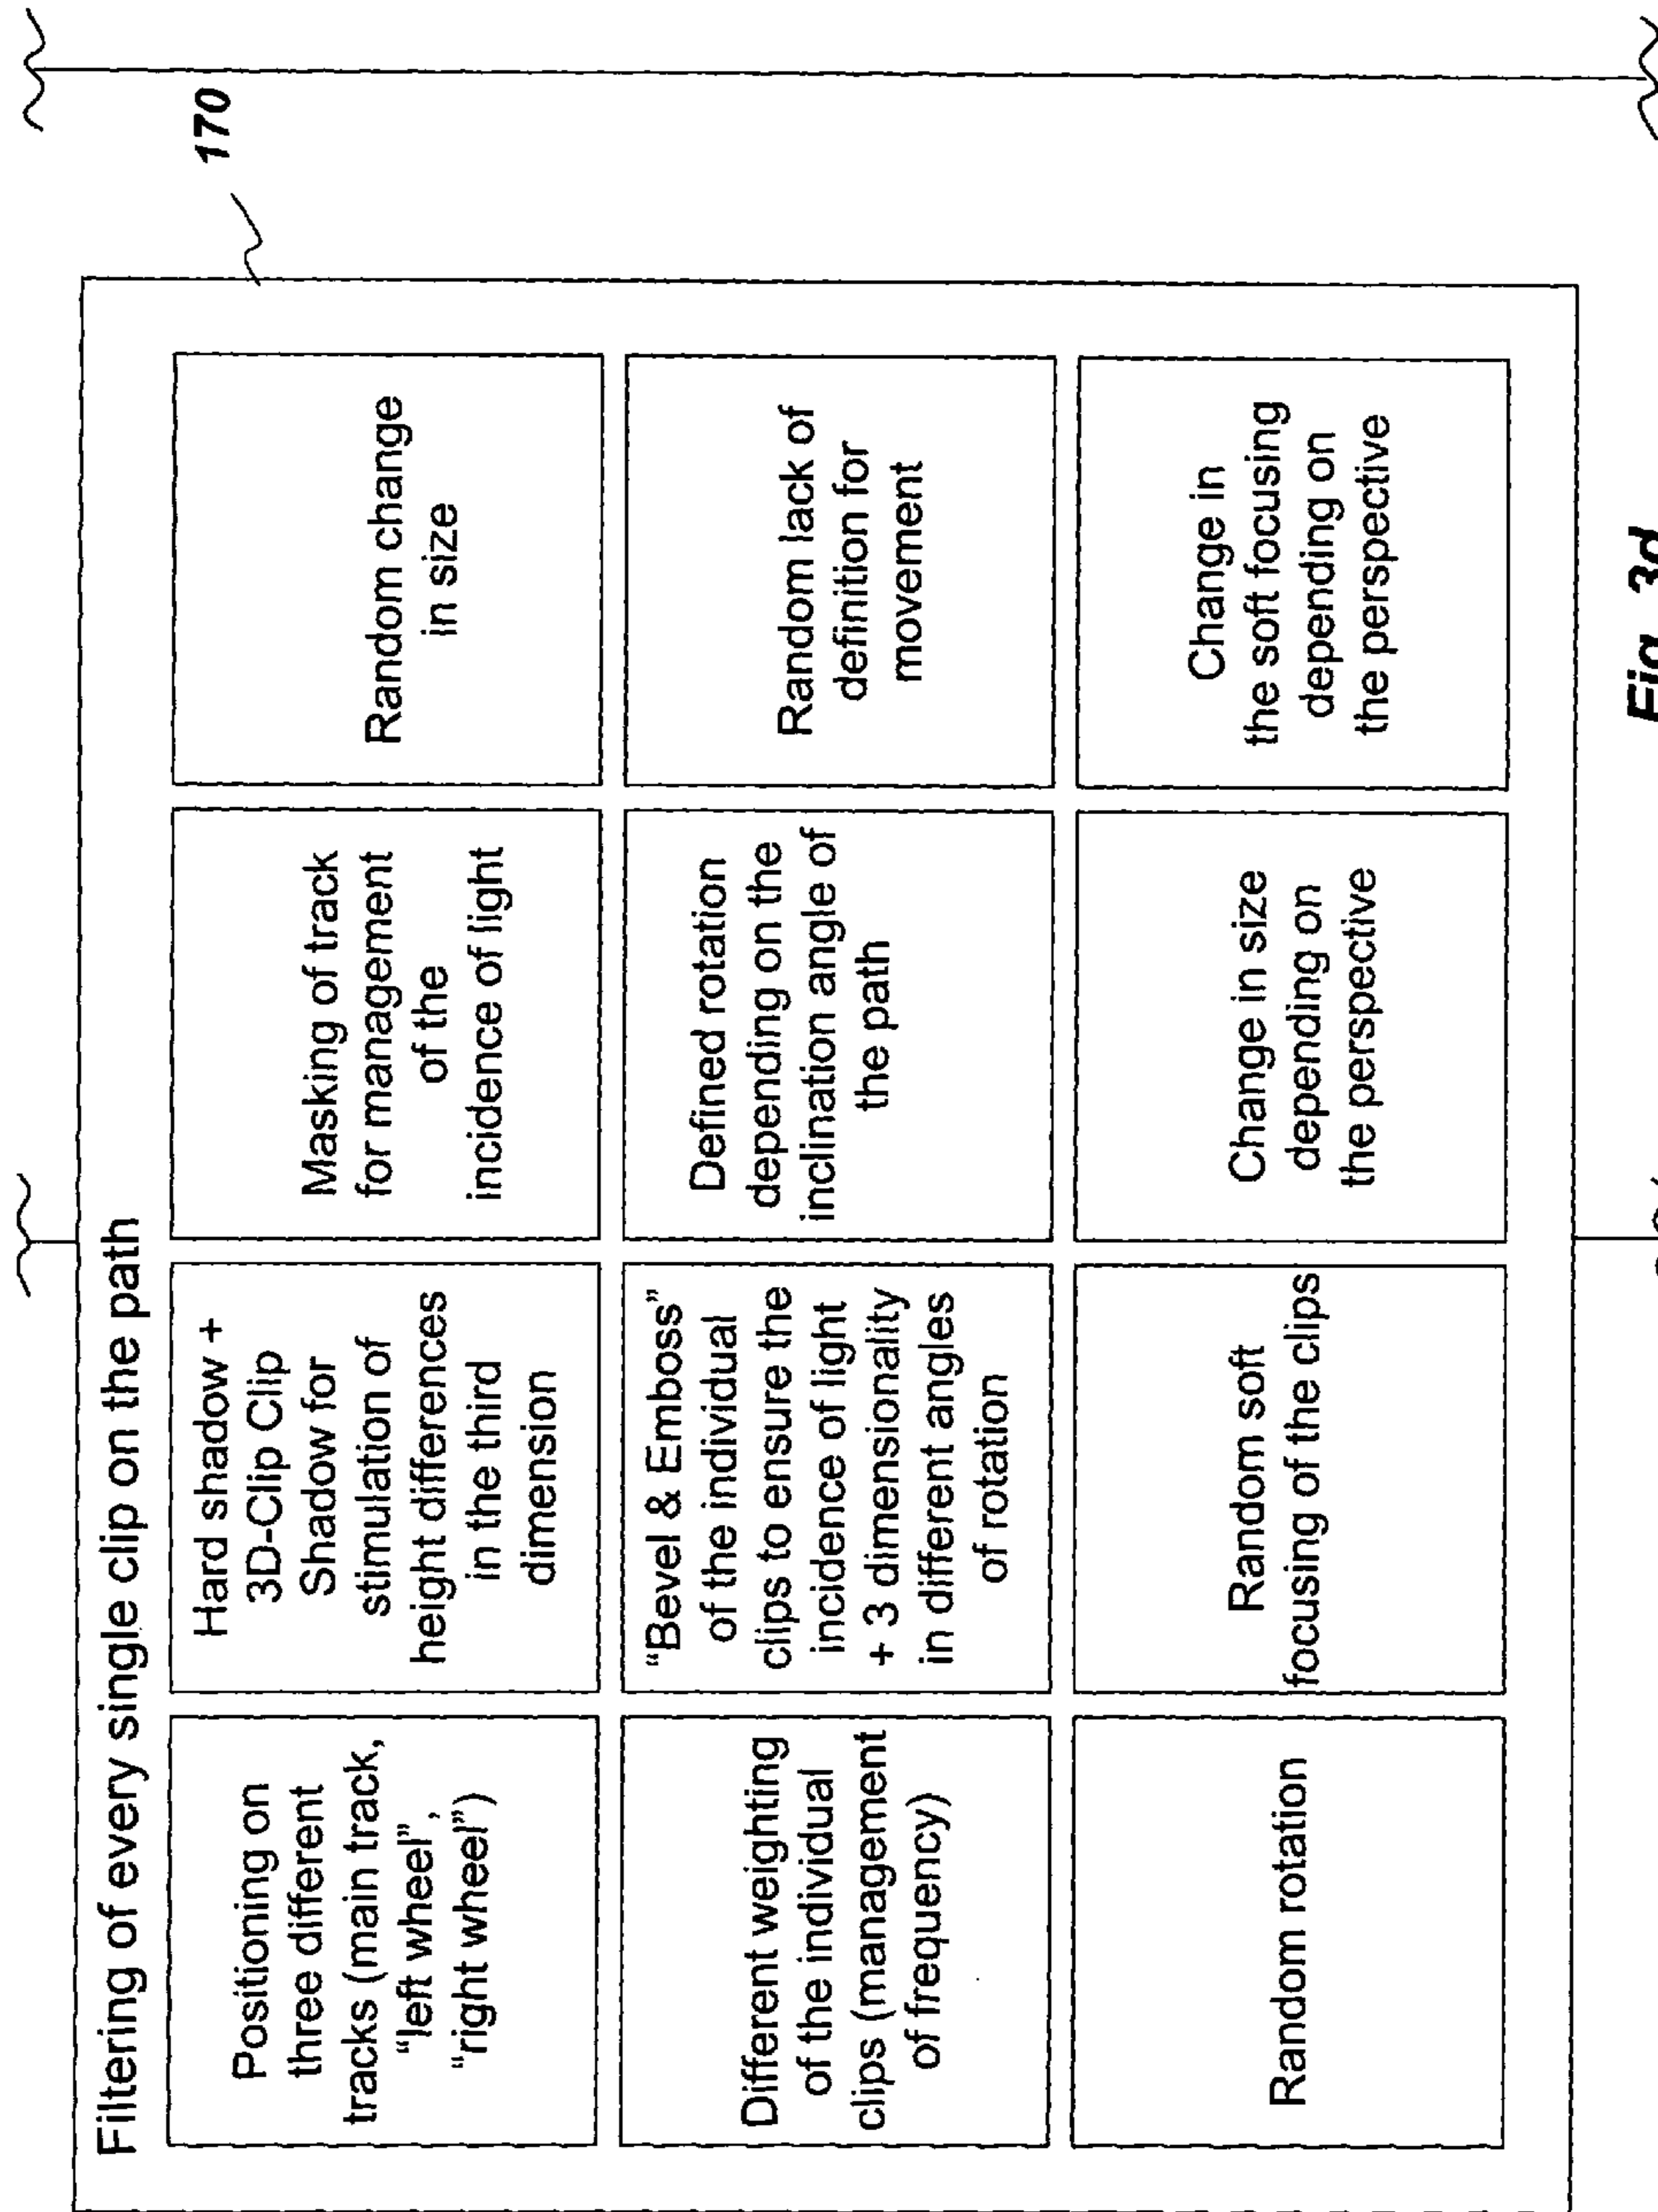 170
Filtering of every single clip on the path
Positioning on
three different
tracks (main track,
“left wheel”,
“right wheel”)
Hard shadow +
3D-Clip Clip
Shadow for
stimulation of
height differences
in the third
dimension
Masking of track
for management
of the
incidence of light
Random change
in size
Different weighting
of the individual
clips (management
of frequency)
“Bevel & Emboss”
of the individual
clips to ensure the
incidence of light
+ 3 dimensionality
in different angles
of rotation
Defined rotation
depending on the
inclination angle of
the path
Random lack of
definition for
movement
Random rotation
Random soft
focusing of the clips
Change in size
depending on
the perspective
Change in
the soft focusing
depending on
the perspective
Fig. 3d